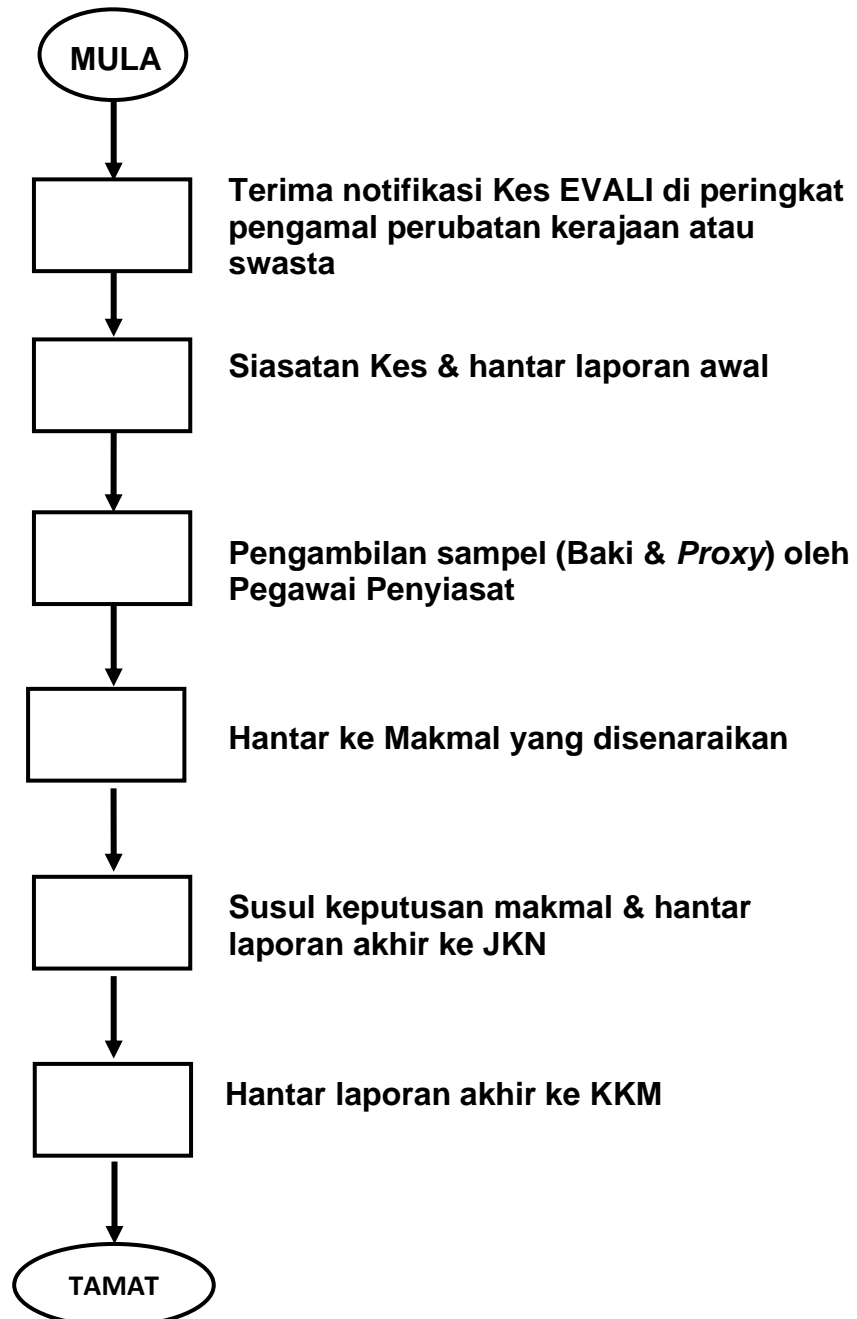 MULA
Terima notifikasi Kes EVALI di peringkat
pengamal perubatan kerajaan atau
swasta
Siasatan Kes & hantar laporan awal
Pengambilan sampel (Baki & Proxy) oleh
Pegawai Penyiasat
Hantar ke Makmal yang disenaraikan
Susul keputusan makmal & hantar
laporan akhir ke JKN
Hantar laporan akhir ke KKM
TAMAT